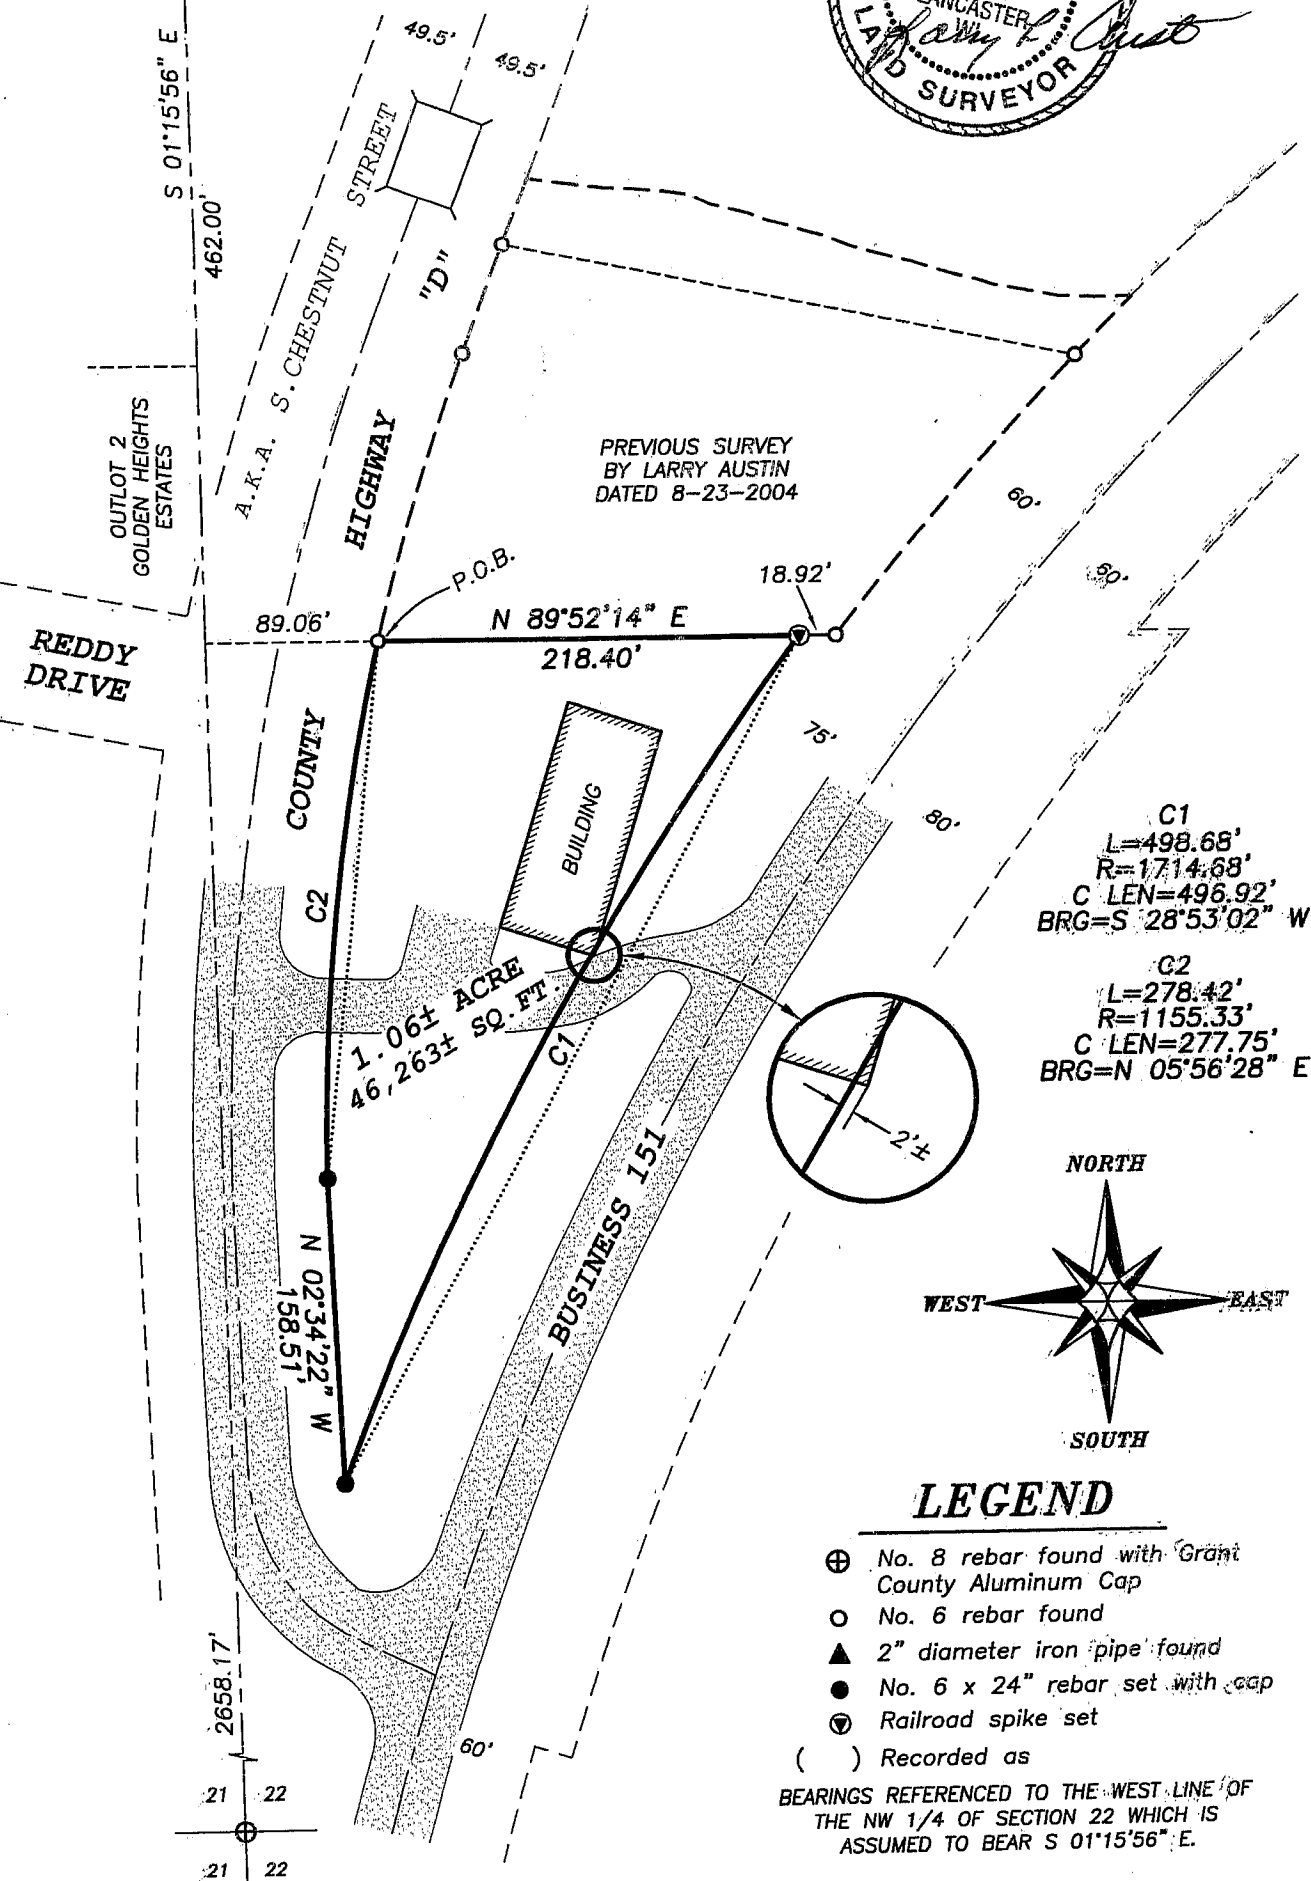 LANCASTER
WI
LAND SURVEYOR
S 01°15'56" E
462.00'
49.5'
49.5'
A.K.A. S.CHESTNUT STREET
COUNTY HIGHWAY "D"
OUTLOT 2
GOLDEN HEIGHTS
ESTATES
PREVIOUS SURVEY
BY LARRY AUSTIN
DATED 8-23-2004
60'
P.O.B.
18.92'
89.06'
N 89°52'14" E
218.40'
REDDY
DRIVE
75'
80'
BUILDING
C2
C1
L=498.68'
R=1714.68'
C LEN=496.92'
BRG=S 28°53'02" W
C2
L=278.42'
R=1155.33'
C LEN=277.75'
BRG=N 05°56'28" E
1.06± ACRE
46,263± SQ.FT.
C1
2'±
BUSINESS 151
N 02°34'22" W
158.51'
NORTH
WEST
EAST
SOUTH
LEGEND
No. 8 rebar found with Grant
County Aluminum Cap
No. 6 rebar found
2" diameter iron pipe found
No. 6 x 24" rebar set with cap
Railroad spike set
( ) Recorded as
BEARINGS REFERENCED TO THE WEST LINE OF
THE NW 1/4 OF SECTION 22 WHICH IS
ASSUMED TO BEAR S 01°15'56" E.
2658.17'
60'
21 22
21 22